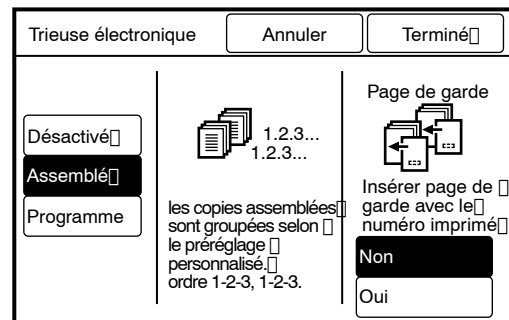 Trieuse électronique
Annuler
Terminé
Désactivé
Assemblé
Programme
1.2.3...
1.2.3...
les copies assemblées
sont groupées selon
le préréglage
personnalisé.
ordre 1-2-3, 1-2-3.
Page de garde
Insérer page de
garde avec le
numéro imprimé
Non
Oui